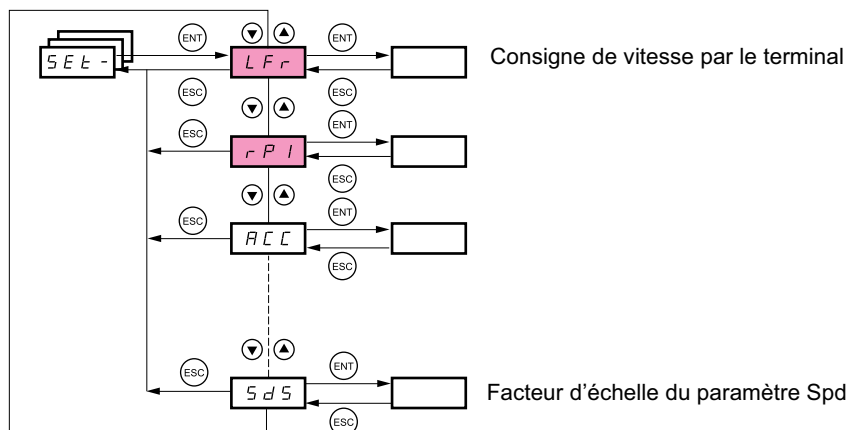 ENT
ENT
SEt - LFr Consigne de vitesse par le terminal
ESC
ESC
ENT
ESC
rPI
ESC
ENT
ESC
ACC
ESC
ENT
ESC
SdS Facteur d'échelle du paramètre Spd
ESC